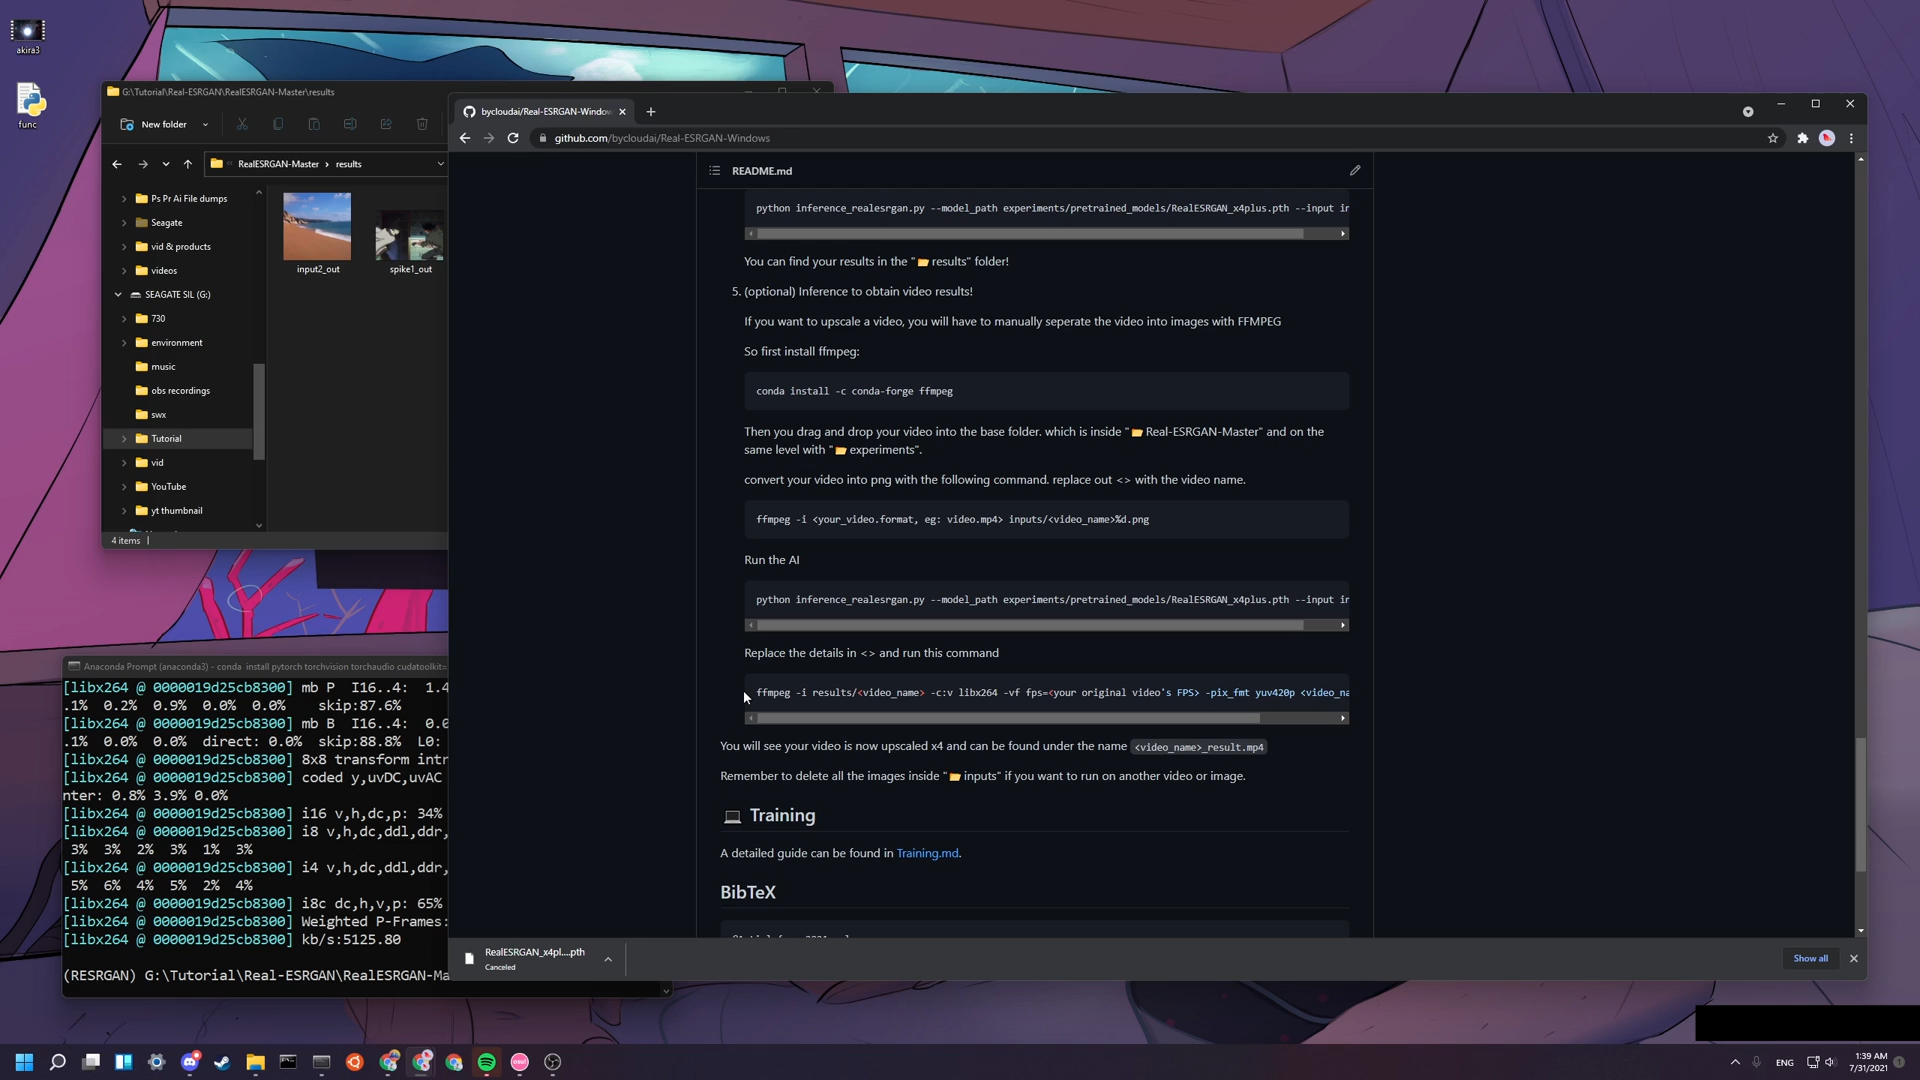 akira3
func
G:\Tutorial\Real-ESRGAN\RealESRGAN-Master\results
New folder
RealESRGAN-Master › results
Ps Pr Ai File dumps
Seagate
vid & products
videos
SEAGATE SIL (G:)
730
environment
music
obs recordings
swx
Tutorial
vid
YouTube
yt thumbnail
input2_out
spike1_out
4 items
bycloudai/Real-ESRGAN-Window
github.com/bycloudai/Real-ESRGAN-Windows
README.md
python inference_realesrgan.py --model_path experiments/pretrained_models/RealESRGAN_x4plus.pth --input in
You can find your results in the "📂 results" folder!
5. (optional) Inference to obtain video results!
If you want to upscale a video, you will have to manually seperate the video into images with FFMPEG
So first install ffmpeg:
conda install -c conda-forge ffmpeg
Then you drag and drop your video into the base folder. which is inside "📂 Real-ESRGAN-Master" and on the
same level with "📂 experiments".
convert your video into png with the following command. replace out <> with the video name.
ffmpeg -i <your_video.format, eg: video.mp4> inputs/<video_name>%d.png
Run the AI
python inference_realesrgan.py --model_path experiments/pretrained_models/RealESRGAN_x4plus.pth --input in
Replace the details in <> and run this command
ffmpeg -i results/<video_name> -c:v libx264 -vf fps=<your original video's FPS> -pix_fmt yuv420p <video_na
You will see your video is now upscaled x4 and can be found under the name <video_name>_result.mp4
Remember to delete all the images inside "📂 inputs" if you want to run on another video or image.
💻 Training
A detailed guide can be found in Training.md.
BibTeX
RealESRGAN_x4pl....pth
Canceled
Show all
Anaconda Prompt (anaconda3) - conda install pytorch torchvision torchaudio cudatoolkit=
[libx264 @ 0000019d25cb8300] mb P  I16..4:  1.4
.1%  0.2%  0.9%  0.0%  0.0%    skip:87.6%
[libx264 @ 0000019d25cb8300] mb B  I16..4:  0.0
.1%  0.0%  0.0%  direct: 0.0%  skip:88.8%  L0:
[libx264 @ 0000019d25cb8300] 8x8 transform intr
[libx264 @ 0000019d25cb8300] coded y,uvDC,uvAC
nter: 0.8% 3.9% 0.0%
[libx264 @ 0000019d25cb8300] i16 v,h,dc,p: 34%
[libx264 @ 0000019d25cb8300] i8 v,h,dc,ddl,ddr,
3%  3%  2%  3%  1%  3%
[libx264 @ 0000019d25cb8300] i4 v,h,dc,ddl,ddr,
5%  6%  4%  5%  2%  4%
[libx264 @ 0000019d25cb8300] i8c dc,h,v,p: 65%
[libx264 @ 0000019d25cb8300] Weighted P-Frames:
[libx264 @ 0000019d25cb8300] kb/s:5125.80
(RESRGAN) G:\Tutorial\Real-ESRGAN\RealESRGAN-Ma
osu!
ENG
1:39 AM
7/31/2021